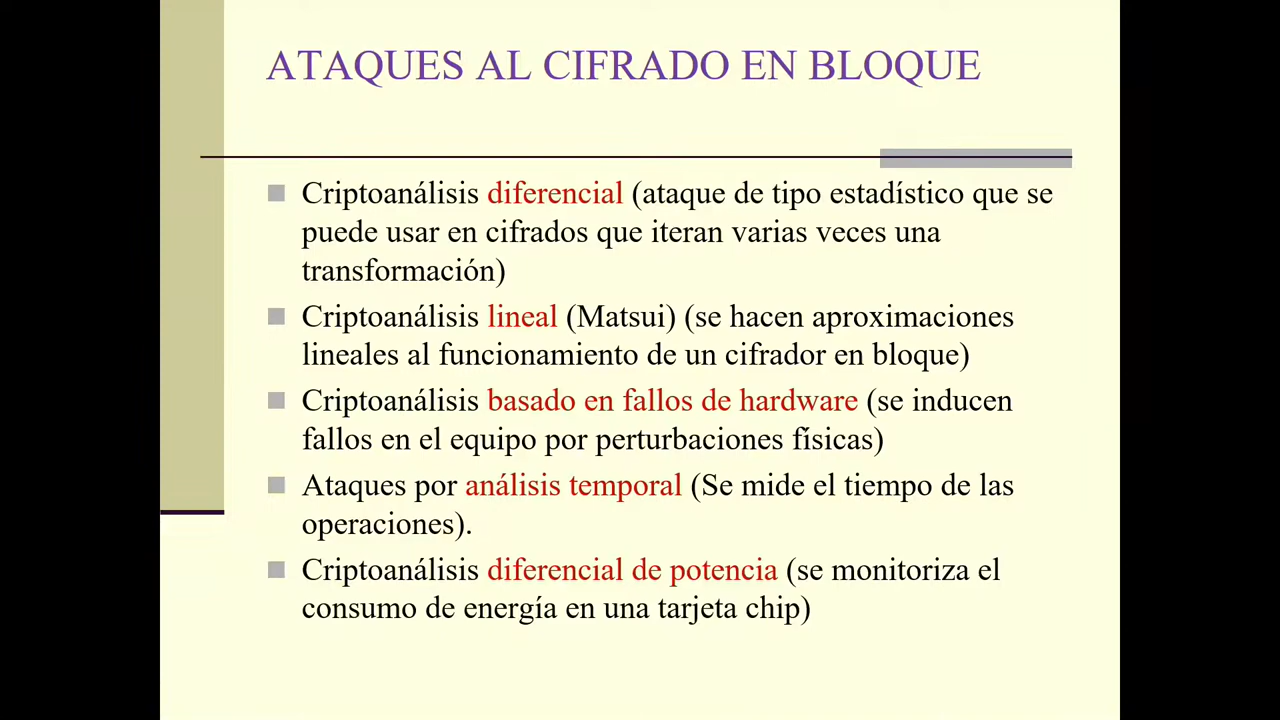 ATAQUES AL CIFRADO EN BLOQUE
Criptoanálisis diferencial (ataque de tipo estadístico que se
puede usar en cifrados que iteran varias veces una
transformación)
Criptoanálisis lineal (Matsui) (se hacen aproximaciones
lineales al funcionamiento de un cifrador en bloque)
Criptoanálisis basado en fallos de hardware (se inducen
fallos en el equipo por perturbaciones físicas)
Ataques por análisis temporal (Se mide el tiempo de las
operaciones).
Criptoanálisis diferencial de potencia (se monitoriza el
consumo de energía en una tarjeta chip)